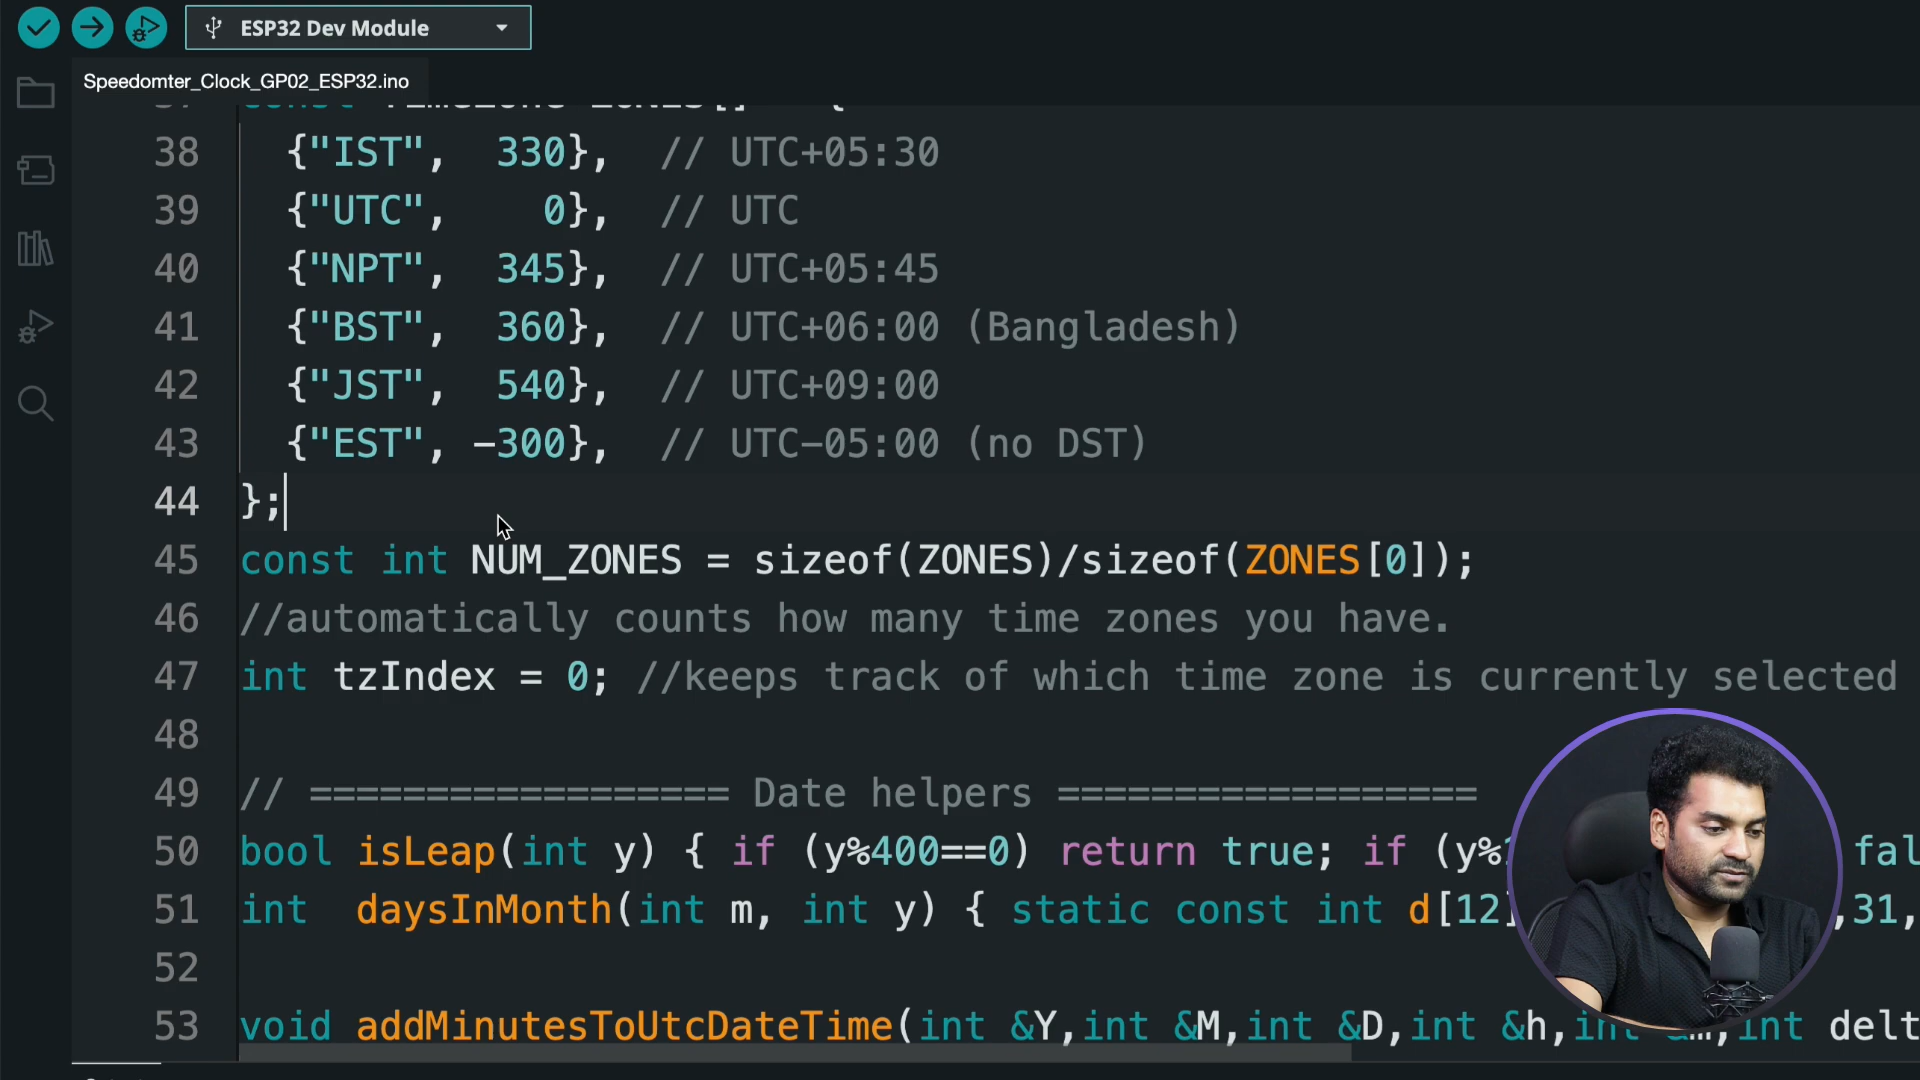 ESP32 Dev Module
Speedomter_Clock_GP02_ESP32.ino
38 {"IST", 330}, // UTC+05:30
39 {"UTC", 0}, // UTC
40 {"NPT", 345}, // UTC+05:45
41 {"BST", 360}, // UTC+06:00 (Bangladesh)
42 {"JST", 540}, // UTC+09:00
43 {"EST", −300}, // UTC−05:00 (no DST)
44 };
45 const int NUM_ZONES = sizeof(ZONES)/sizeof(ZONES[0]);
46 //automatically counts how many time zones you have.
47 int tzIndex = 0; //keeps track of which time zone is currently selected
48
49 // ================== Date helpers ==================
50 bool isLeap(int y) { if (y%400==0) return true; if (y%
51 int daysInMonth(int m, int y) { static const int d[12] ,31,
52
53 void addMinutesToUtcDateTime(int &Y,int &M,int &D,int &h,int &m,int